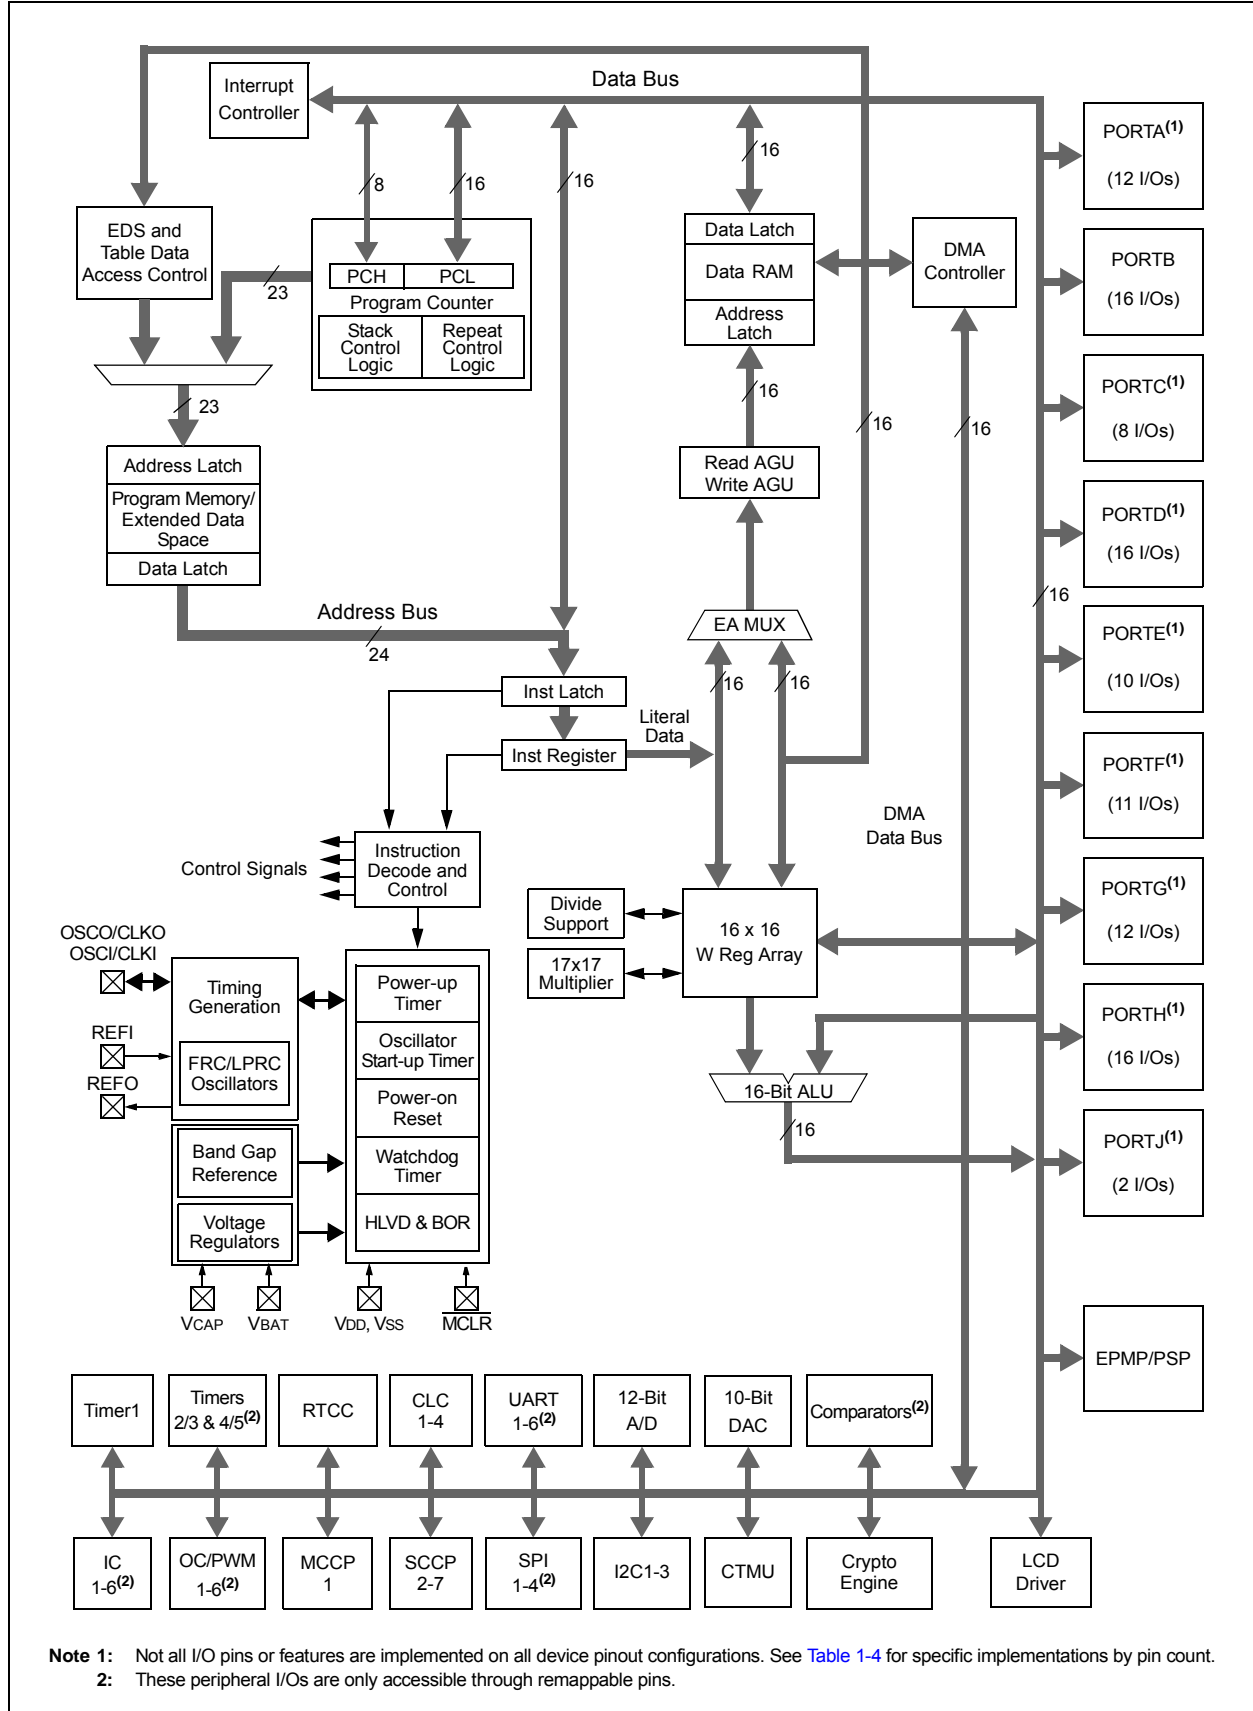 Interrupt
Controller
Data Bus
8
16
16
16
PORTA(1)
(12 I/Os)
EDS and
Table Data
Access Control
23
PCH
PCL
Program Counter
Stack
Control
Logic
Repeat
Control
Logic
Data Latch
Data RAM
Address
Latch
DMA
Controller
PORTB
(16 I/Os)
23
16
16
16
PORTC(1)
(8 I/Os)
Address Latch
Program Memory/
Extended Data
Space
Data Latch
Read AGU
Write AGU
PORTD(1)
(16 I/Os)
16
Address Bus
24
EA MUX
16
16
PORTE(1)
(10 I/Os)
Inst Latch
Inst Register
Literal
Data
PORTF(1)
(11 I/Os)
DMA
Data Bus
Control Signals
Instruction
Decode and
Control
Divide
Support
17x17
Multiplier
16 x 16
W Reg Array
PORTG(1)
(12 I/Os)
OSCO/CLKO
OSCI/CLKI
REFI
REFO
Timing
Generation
FRC/LPRC
Oscillators
Power-up
Timer
Oscillator
Start-up Timer
Power-on
Reset
Watchdog
Timer
HLVD & BOR
Band Gap
Reference
Voltage
Regulators
16-Bit ALU
16
PORTH(1)
(16 I/Os)
PORTJ(1)
(2 I/Os)
VCAP
VBAT
VDD, VSS
MCLR
EPMP/PSP
Timer1
Timers
2/3 & 4/5(2)
RTCC
CLC
1-4
UART
1-6(2)
12-Bit
A/D
10-Bit
DAC
Comparators(2)
IC
1-6(2)
OC/PWM
1-6(2)
MCCP
1
SCCP
2-7
SPI
1-4(2)
I2C1-3
CTMU
Crypto
Engine
LCD
Driver
Note 1: Not all I/O pins or features are implemented on all device pinout configurations. See Table 1-4 for specific implementations by pin count.
2: These peripheral I/Os are only accessible through remappable pins.